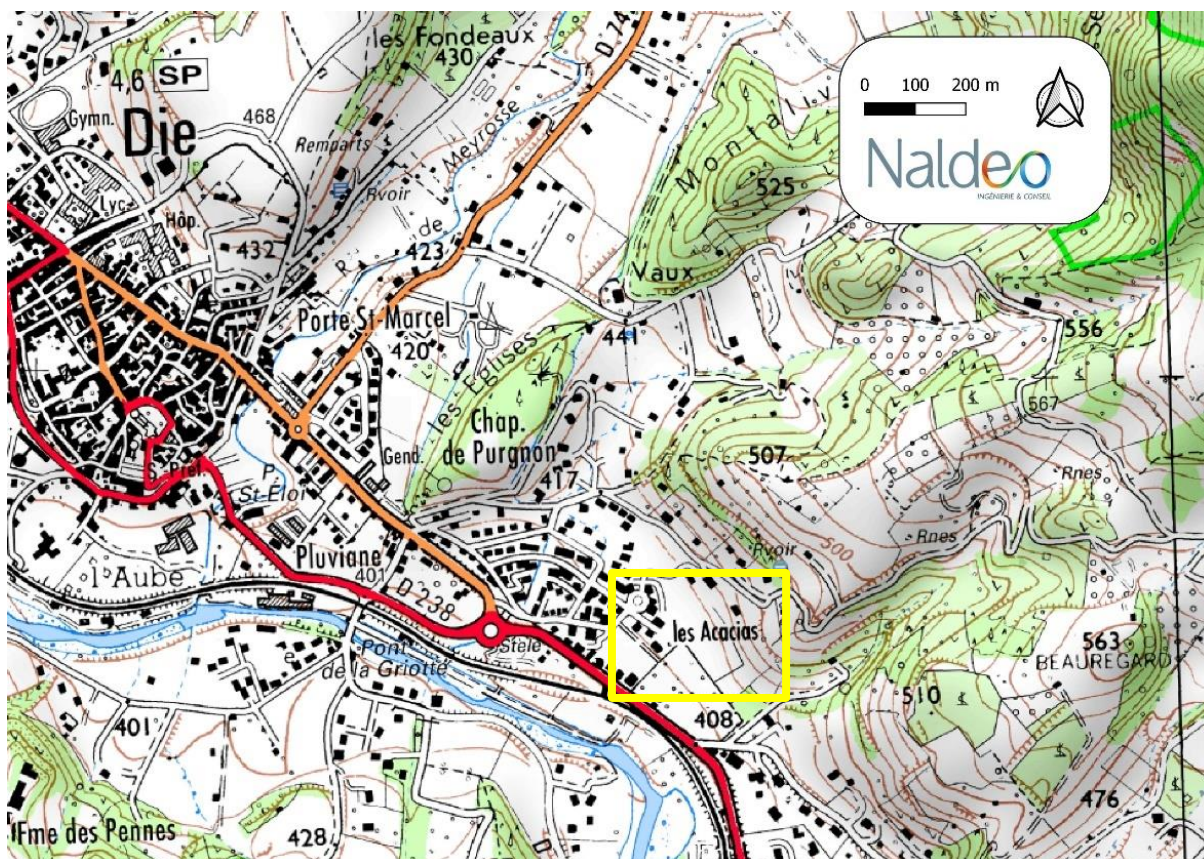 les Fondeaux
430
D 74
4,6 SP
Gymn.
468
Die
Remparts
Meyrosse
Rvoir
de
R.
Lyc.
Hôp.
432
423
525
Vaux
0 100 200 m
Naldeo
INGÉNIERIE & CONSEIL
Porte St-Marcel
420
441
556
les Eglises
567
Chap.
de Purgnon
507
Gend.
417
S-Préf.
St-Eloi
Rnes
Rnes
500
Rvoir
Pluviane
401
l'Aube
D 238
les Acacias
Stèle
Pont
de la Griotte
563
BEAUREGARD
510
401
408
476
Fme des Pennes
428
D